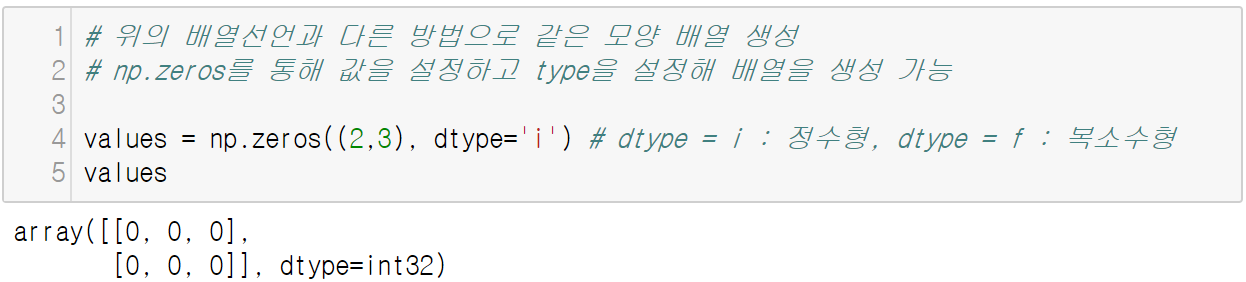 1 # 위의 배열선언과 다른 방법으로 같은 모양 배열 생성
2 # np.zeros를 통해 값을 설정하고 type을 설정해 배열을 생성 가능
3
4 values = np.zeros((2,3), dtype='i') # dtype = i : 정수형, dtype = f : 복소수형
5 values
array([[0, 0, 0],
       [0, 0, 0]], dtype=int32)